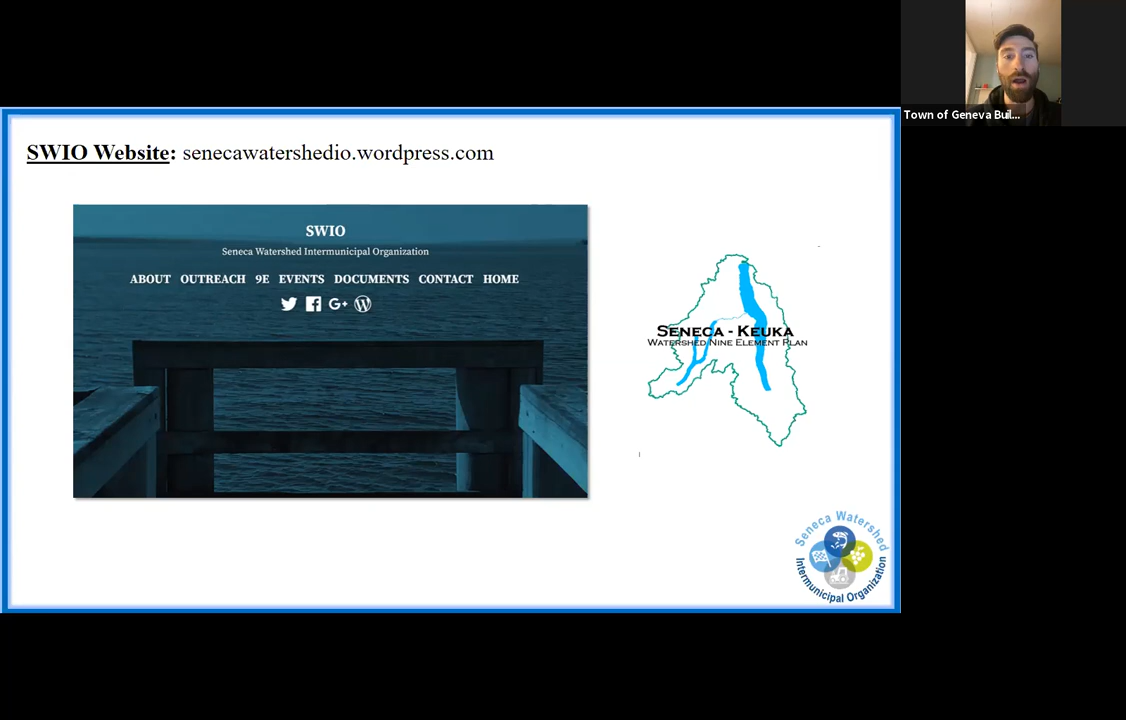 Town of Geneva Buil...
SWIO Website: senecawatershedio.wordpress.com
SWIO
Seneca Watershed Intermunicipal Organization
ABOUT OUTREACH 9E EVENTS DOCUMENTS CONTACT HOME
G+
SENECA - KEUKA
WATERSHED NINE ELEMENT PLAN
Seneca Watershed
Intermunicipal Organization